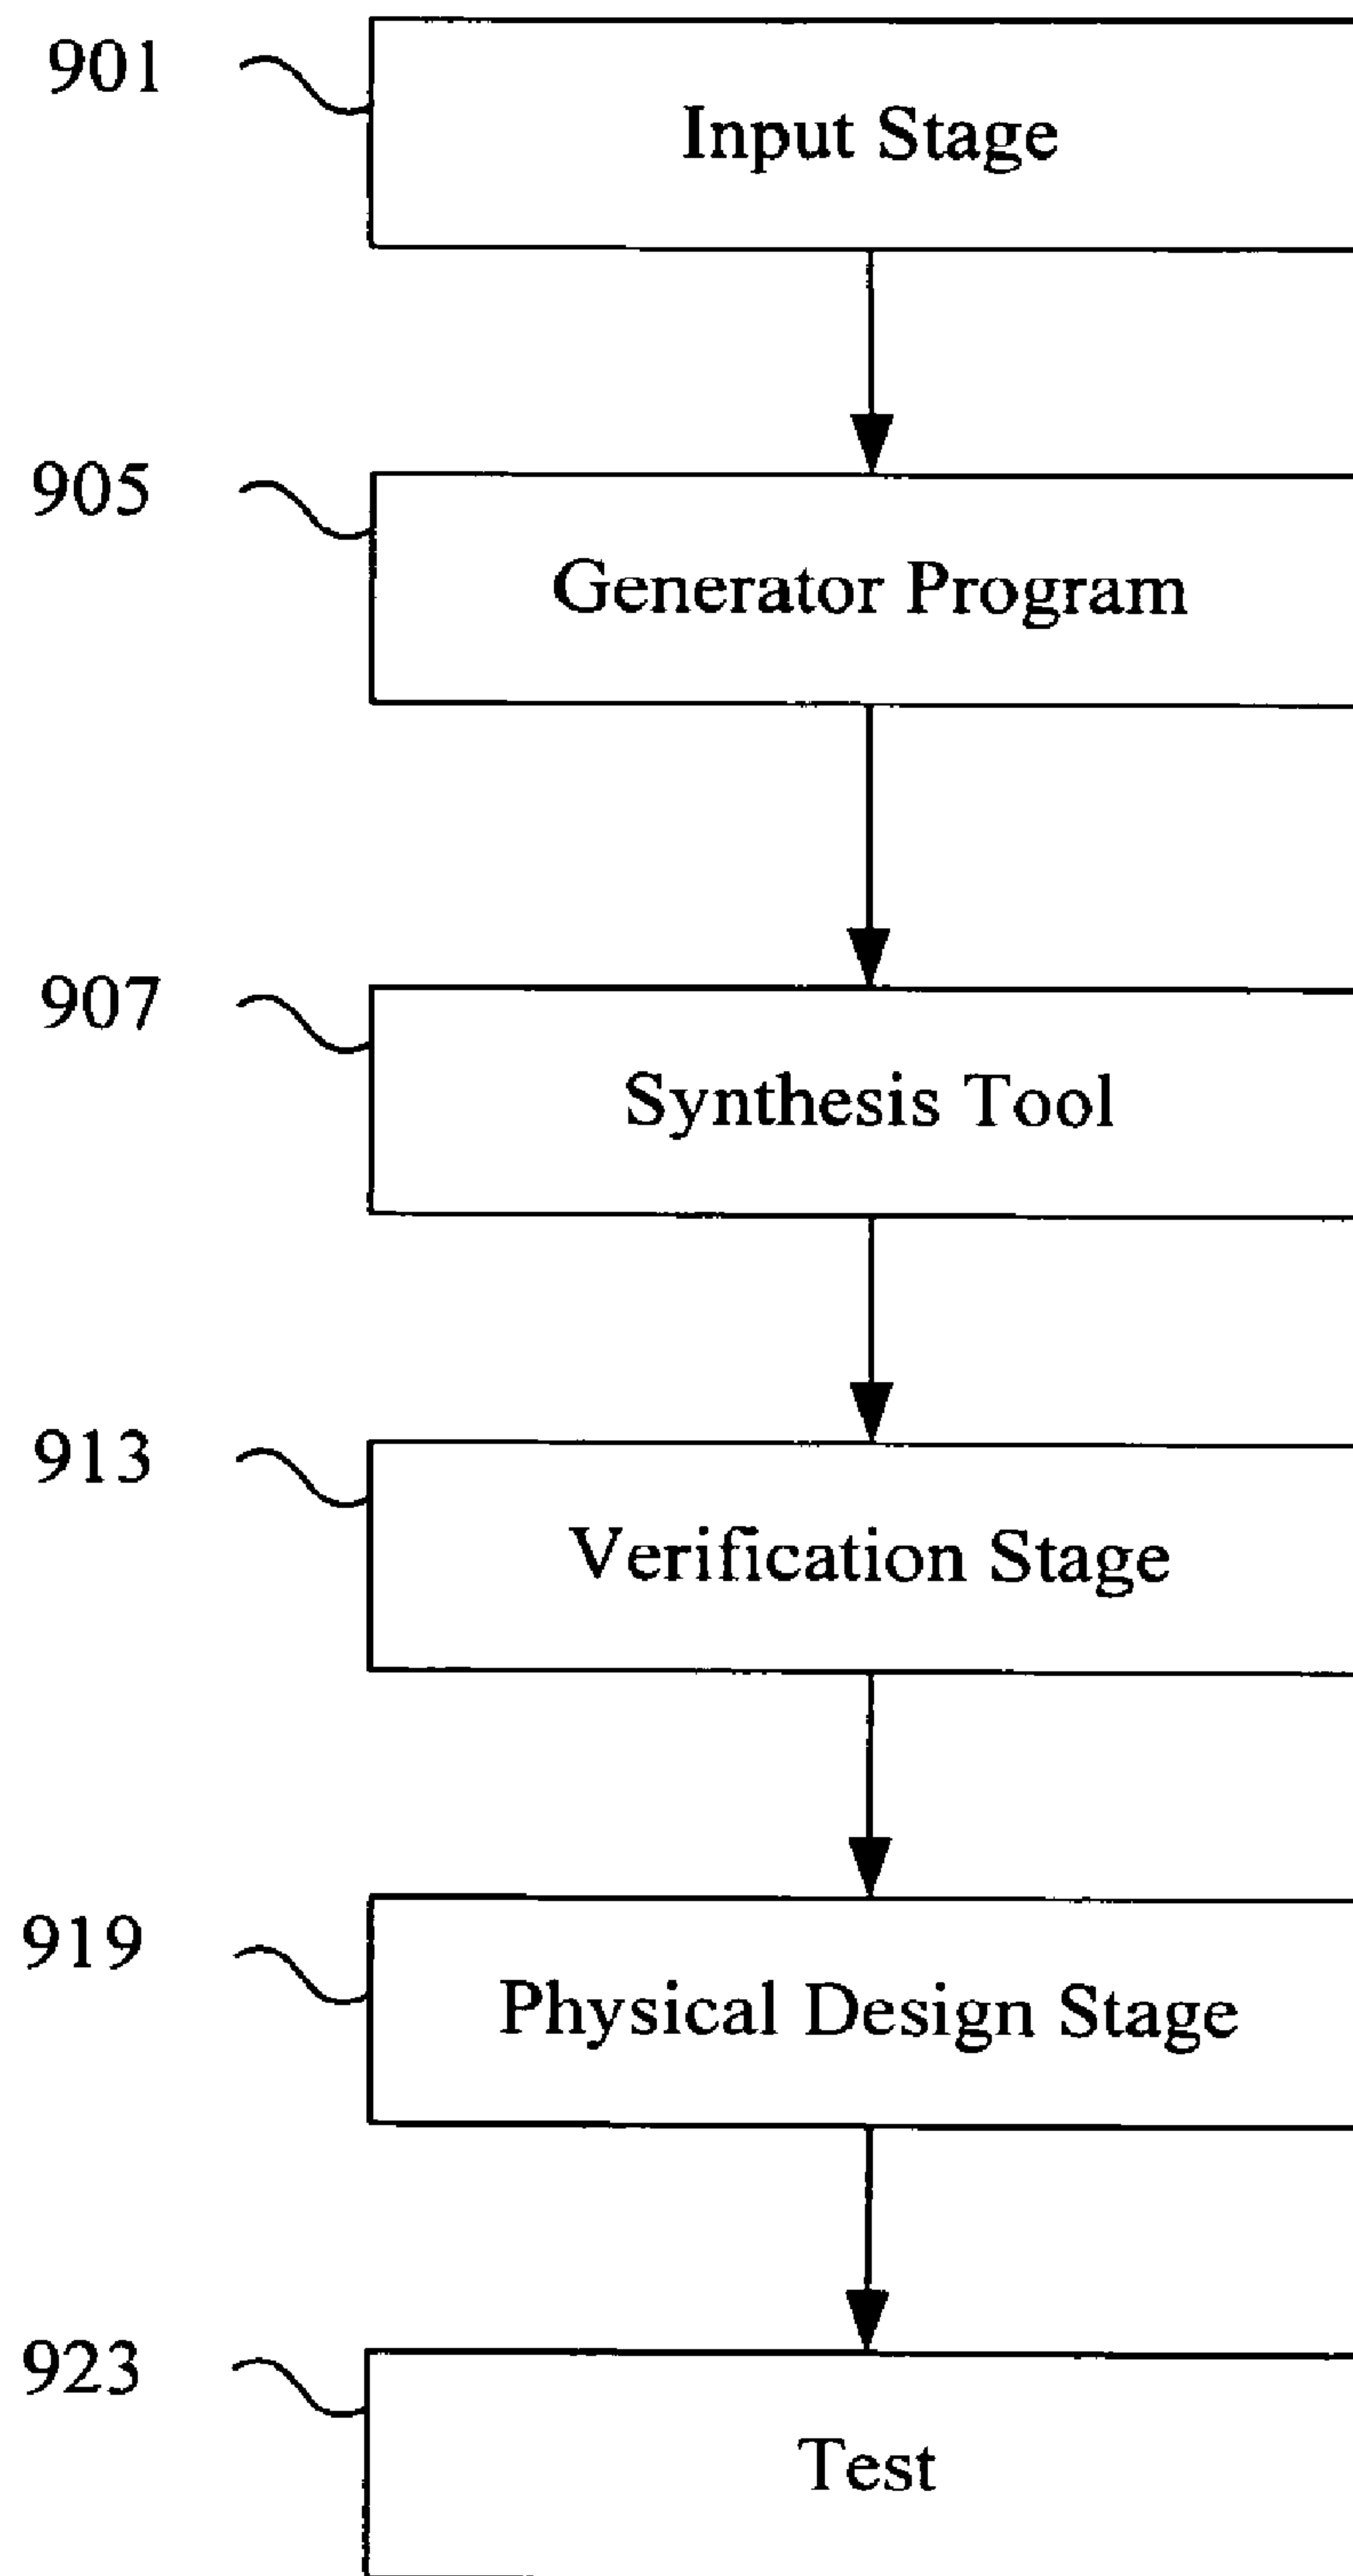 901
Input Stage
905
Generator Program
907
Synthesis Tool
913
Verification Stage
919
Physical Design Stage
923
Test